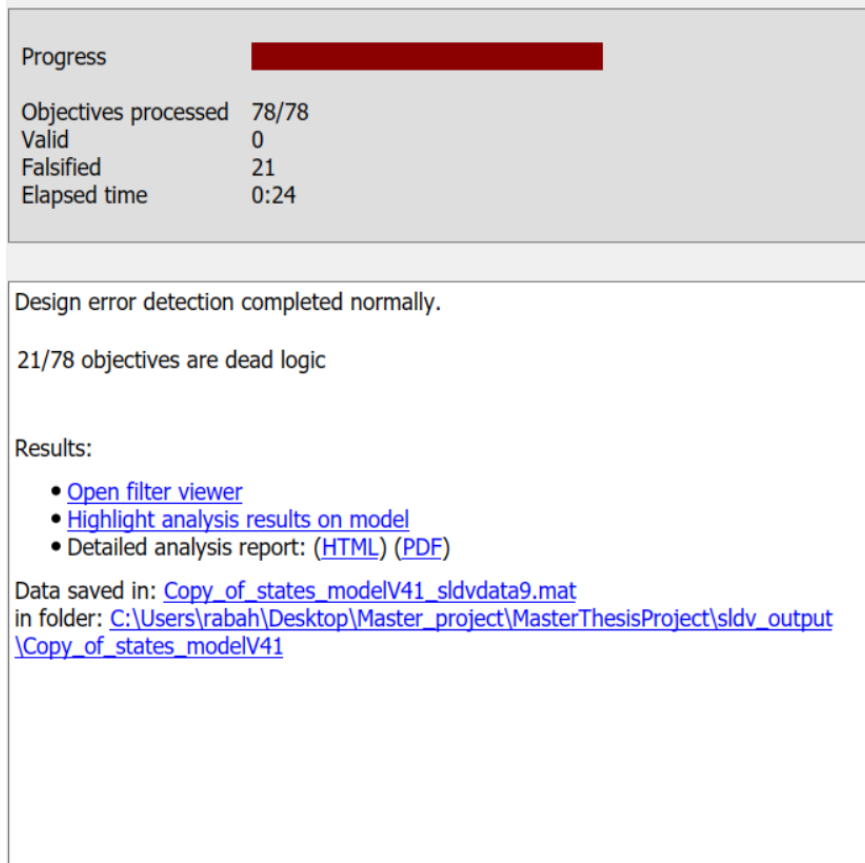 Progress
Objectives processed 78/78
Valid 0
Falsified 21
Elapsed time 0:24
Design error detection completed normally.
21/78 objectives are dead logic
Results:
• Open filter viewer
• Highlight analysis results on model
• Detailed analysis report: (HTML) (PDF)
Data saved in: Copy_of_states_modelV41_sldvdata9.mat
in folder: C:\Users\rabah\Desktop\Master_project\MasterThesisProject\sldv_output
\Copy_of_states_modelV41